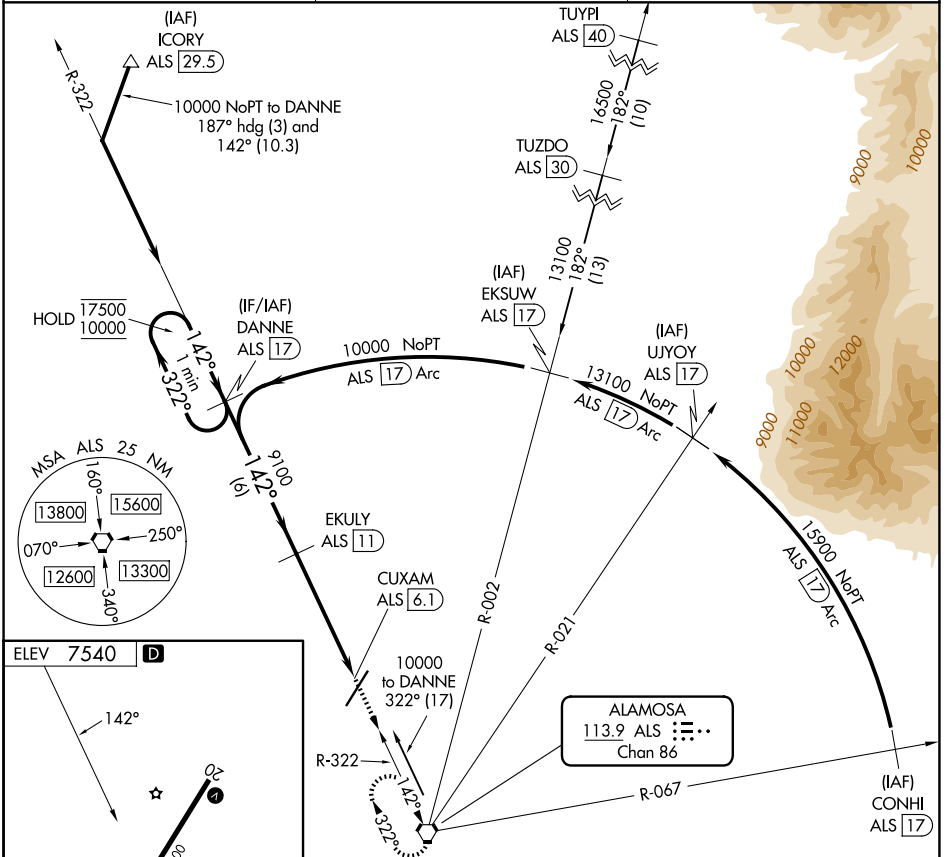 (IAF)
ICORY
ALS 29.5
R-322
10000 NoPT to DANNE
187° hdg (3) and
142° (10.3)
TUYPI
ALS 40
16500
182°
(10)
TUZDO
ALS 30
13100
182°
(13)
9000
10000
HOLD 17500
10000
142°
1 min
322°
(IF/IAF)
DANNE
ALS 17
10000 NoPT
ALS 17 Arc
(IAF)
EKSUW
ALS 17
13100 NoPT
ALS 17 Arc
(IAF)
UJYOY
ALS 17
10000
12000
9000
11000
15900 NoPT
ALS 17 Arc
9100
142°
(6)
MSA ALS 25 NM
160°
13800
15600
070°
250°
12600
13300
340°
EKULY
ALS 11
CUXAM
ALS 6.1
R-002
R-021
10000
to DANNE
322° (17)
R-322
142°
322°
ALAMOSA
113.9 ALS
Chan 86
R-067
(IAF)
CONHI
ALS 17
ELEV 7540 D
142°
20
V